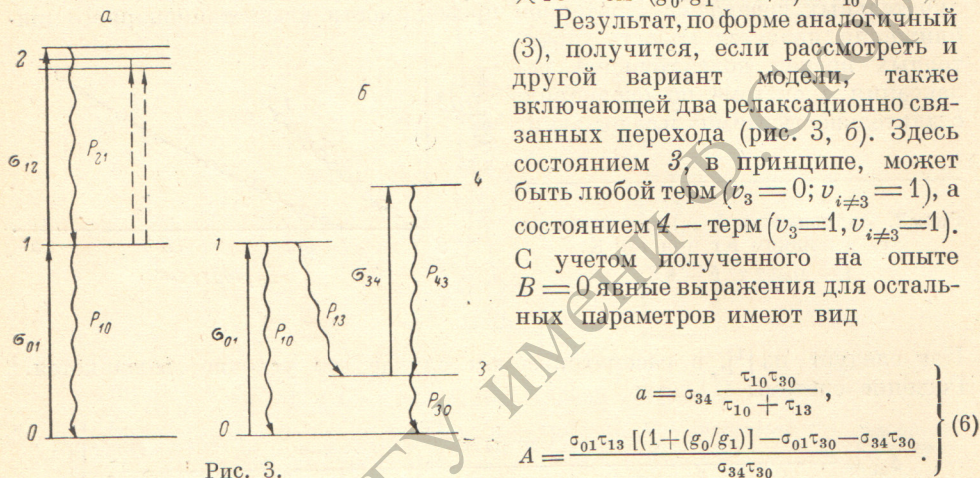 а
2
σ12
P21
1
σ01
P10
0
б
4
1
σ34
P43
σ01
P10
P13
3
P30
0
Рис. 3.
Результат, по форме аналогичный
(3), получится, если рассмотреть и
другой вариант модели, также
включающей два релаксационно свя-
занных перехода (рис. 3, б). Здесь
состоянием 3, в принципе, может
быть любой терм (v₃ = 0; vᵢ≠₃ = 1), а
состоянием 4 — терм (v₃=1, vᵢ≠₃=1).
С учетом полученного на опыте
B = 0 явные выражения для осталь-
ных параметров имеют вид
a = σ34 τ10τ30 / (τ10 + τ13) ,
A = σ01τ13 [(1+(g0/g1)] —σ01τ30—σ34τ30 / σ34τ30 . (6)
ГУ имени Ф. Скор